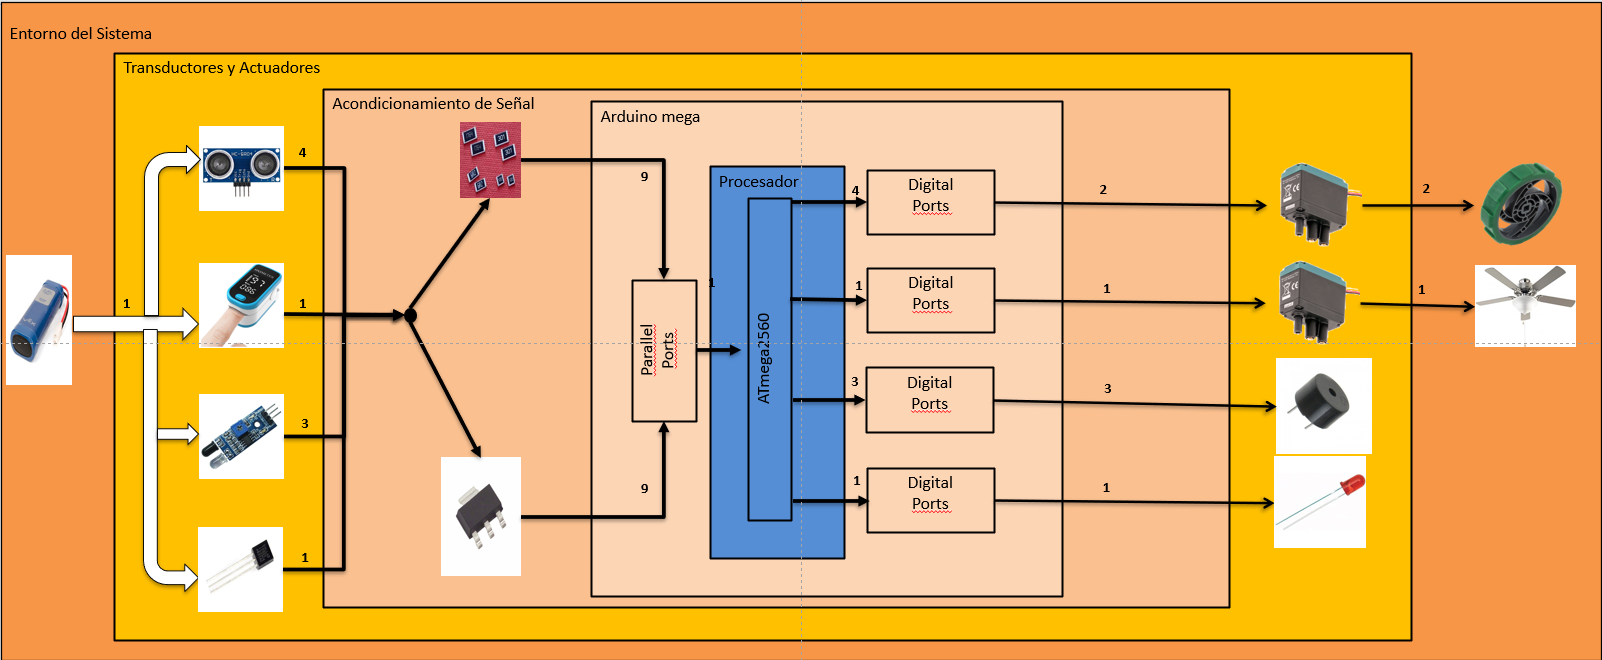 Entorno del Sistema
Transductores y Actuadores
Acondicionamiento de Señal
Arduino mega
Procesador
ATmega2560
Parallel
Ports
Digital
Ports
Digital
Ports
Digital
Ports
Digital
Ports
1
4
1
3
1
9
9
1
4
1
3
1
2
1
3
1
2
1
HC-SR04